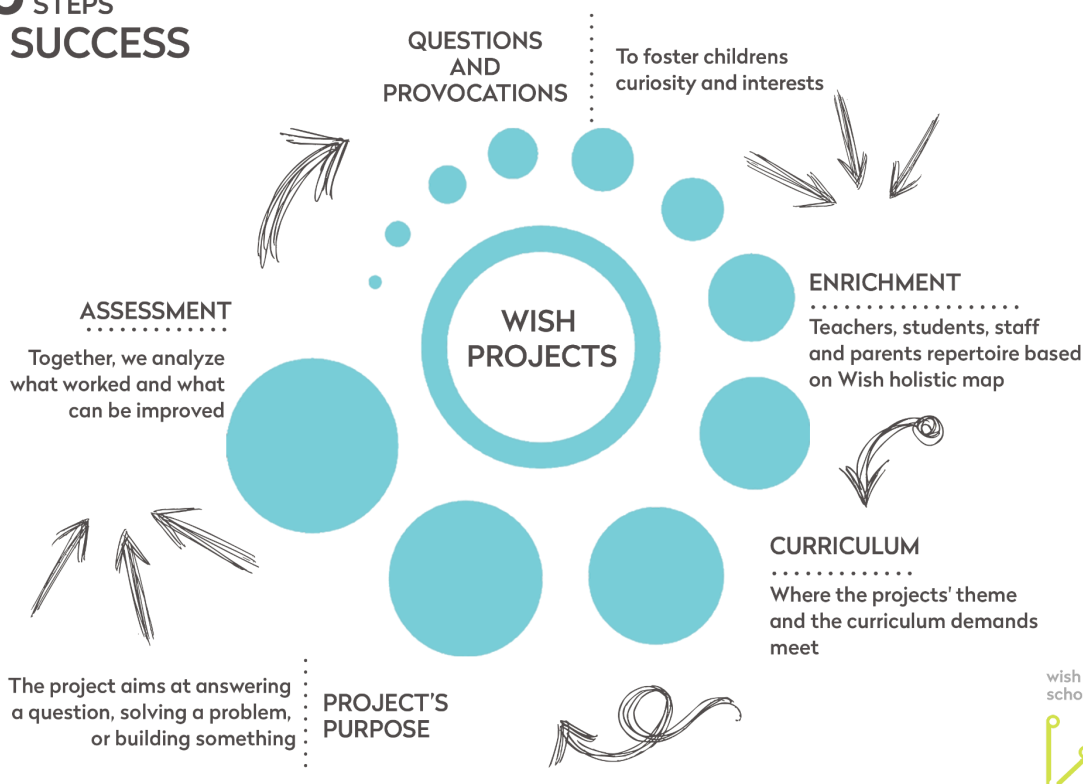 STEPS
SUCCESS
QUESTIONS
AND
PROVOCATIONS
To foster childrens
curiosity and interests
WISH
PROJECTS
ENRICHMENT
Teachers, students, staff
and parents repertoire based
on Wish holistic map
CURRICULUM
Where the projects' theme
and the curriculum demands
meet
PROJECT'S
PURPOSE
The project aims at answering
a question, solving a problem,
or building something
ASSESSMENT
Together, we analyze
what worked and what
can be improved
wish